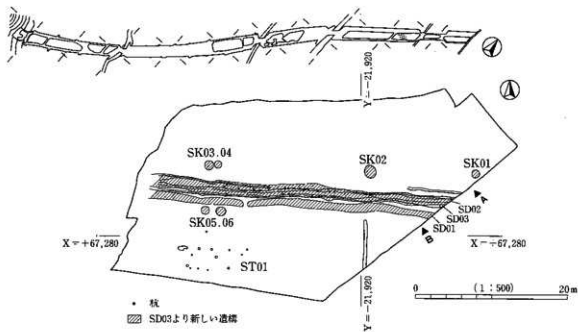 Y=-21,920
SK03.04
SK02
SK01
A
SD02
SD03
SK05.06
SD01
B
X=+67,280
X=+67,280
ST01
Y=-21,920
0
(1:500)
20m
杭
SD03より新しい遺構